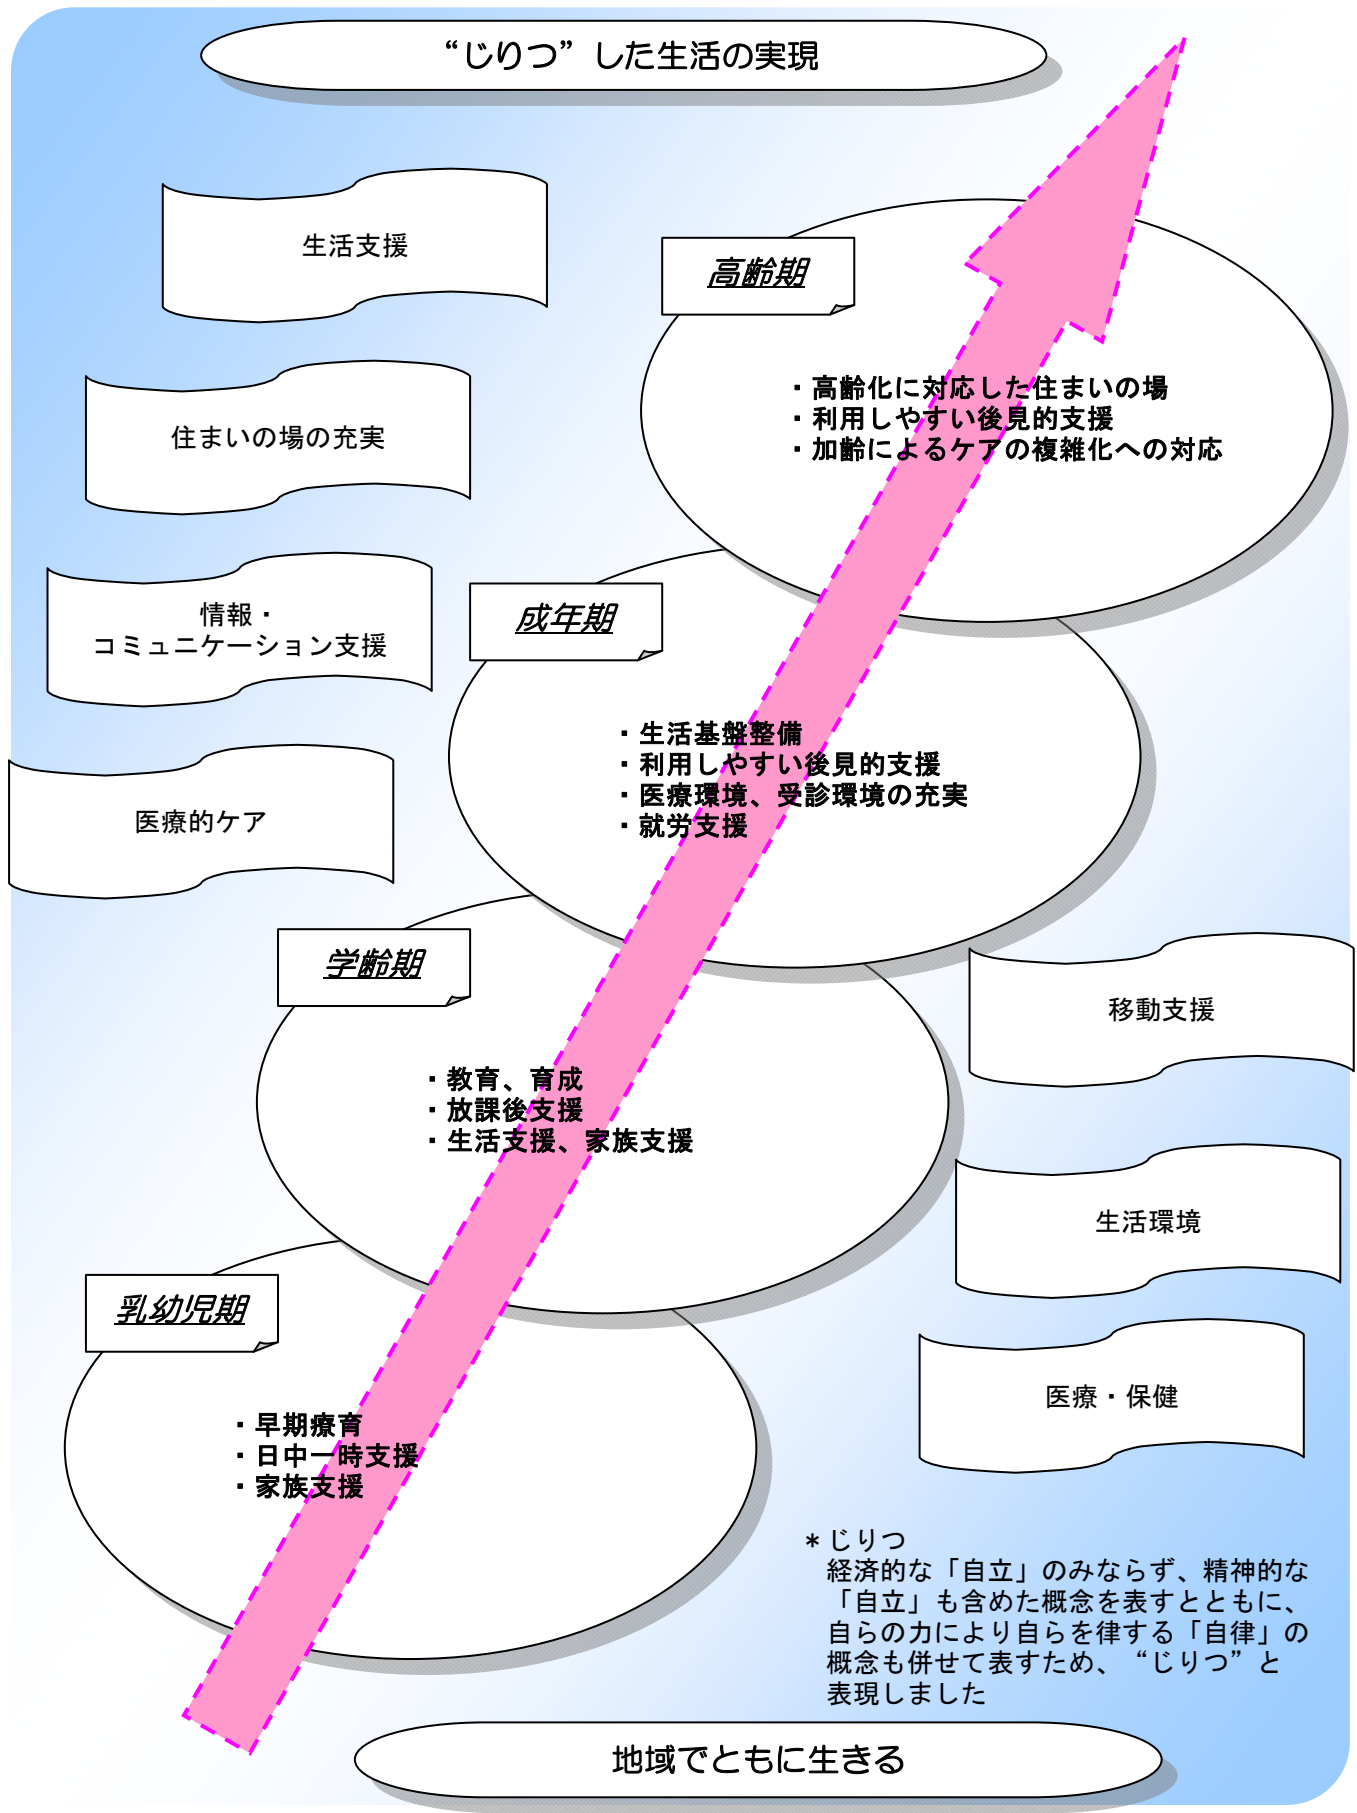 “じりつ”した生活の実現
生活支援
高齢期
・高齢化に対応した住まいの場
・利用しやすい後見的支援
・加齢によるケアの複雑化への対応
住まいの場の充実
情報・
コミュニケーション支援
成年期
・生活基盤整備
・利用しやすい後見的支援
・医療環境、受診環境の充実
・就労支援
医療的ケア
学齢期
・教育、育成
・放課後支援
・生活支援、家族支援
移動支援
生活環境
乳幼児期
・早期療育
・日中一時支援
・家族支援
医療・保健
＊じりつ
経済的な「自立」のみならず、精神的な
「自立」も含めた概念を表すとともに、
自らの力により自らを律する「自律」の
概念も併せて表すため、“じりつ”と
表現しました
地域でともに生きる